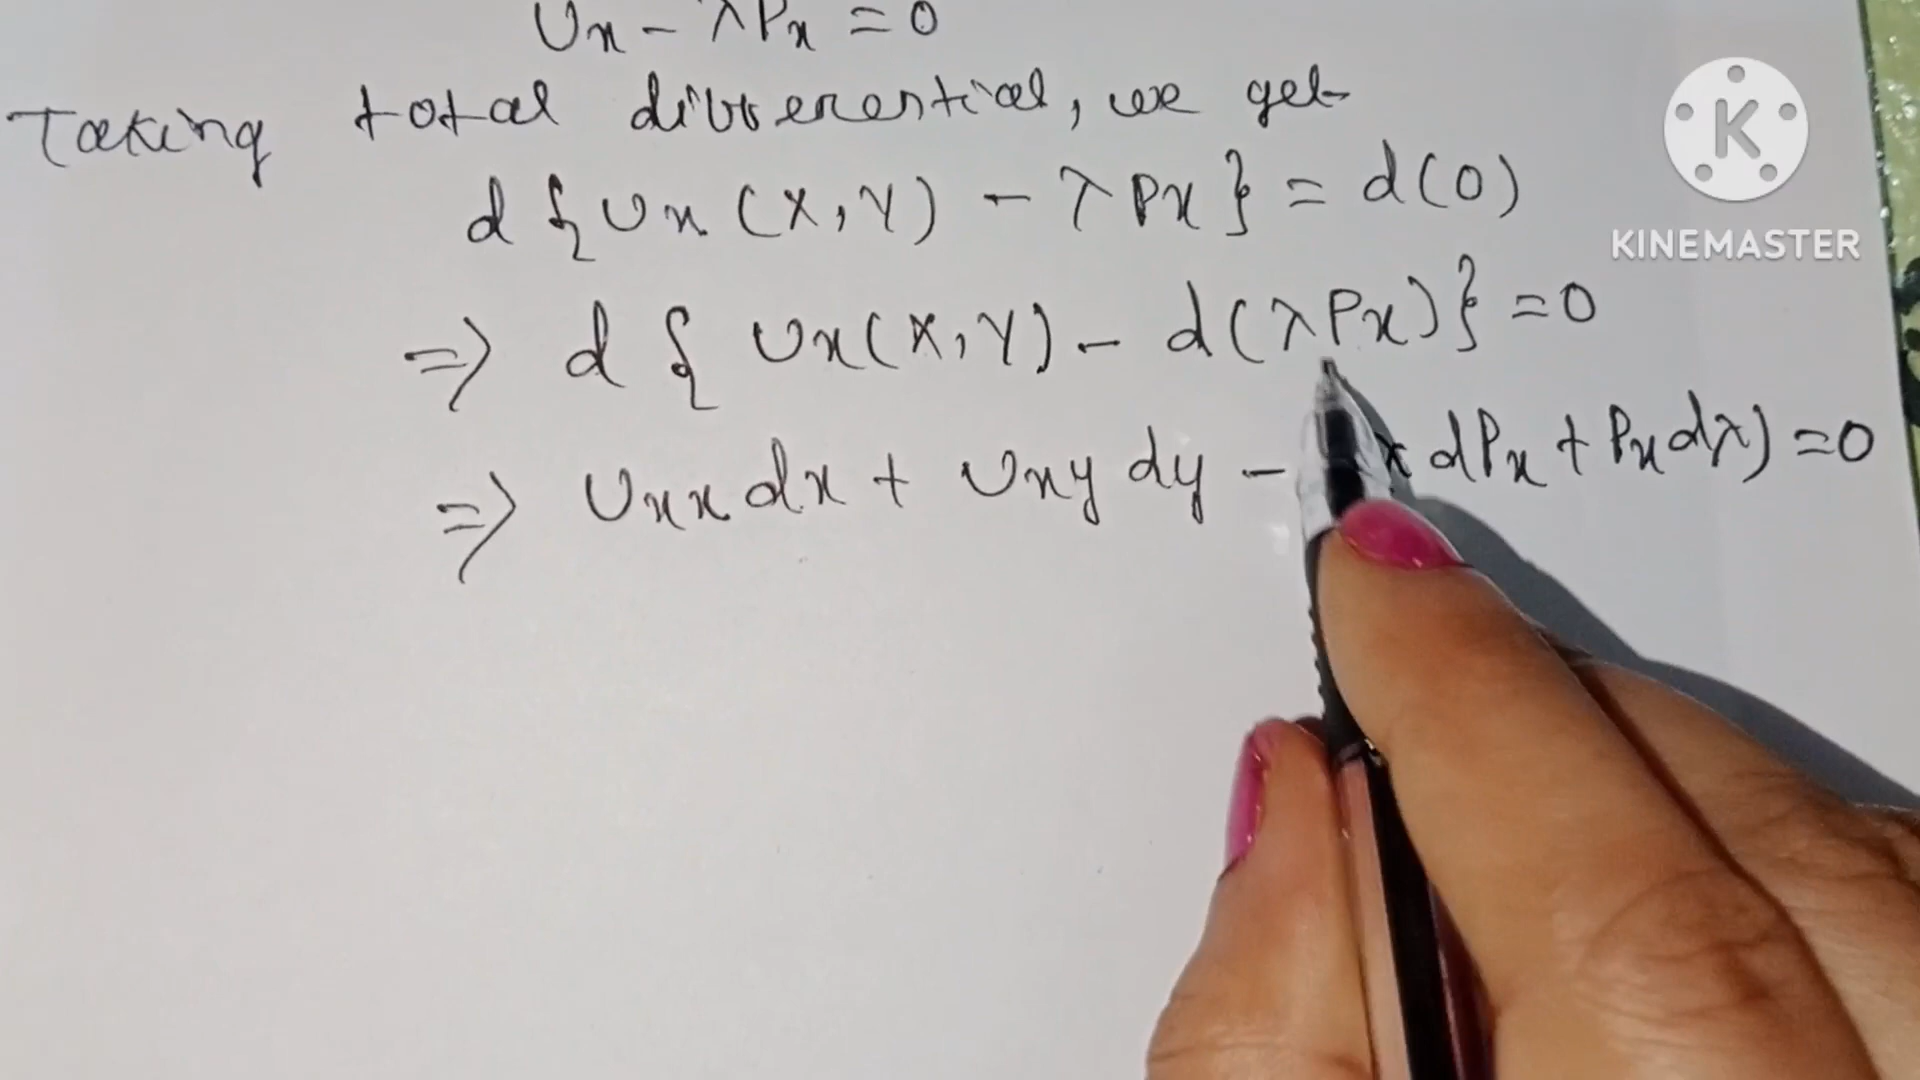 Ux - λPx = 0
Taking total differential, we get
d { Ux (X, Y) - λ Px } = d(0)
⇒ d { Ux(X, Y) - d(λPx)} = 0
⇒ Uxx dx + Uxy dy - dPx + Px dλ) = 0
KINEMASTER